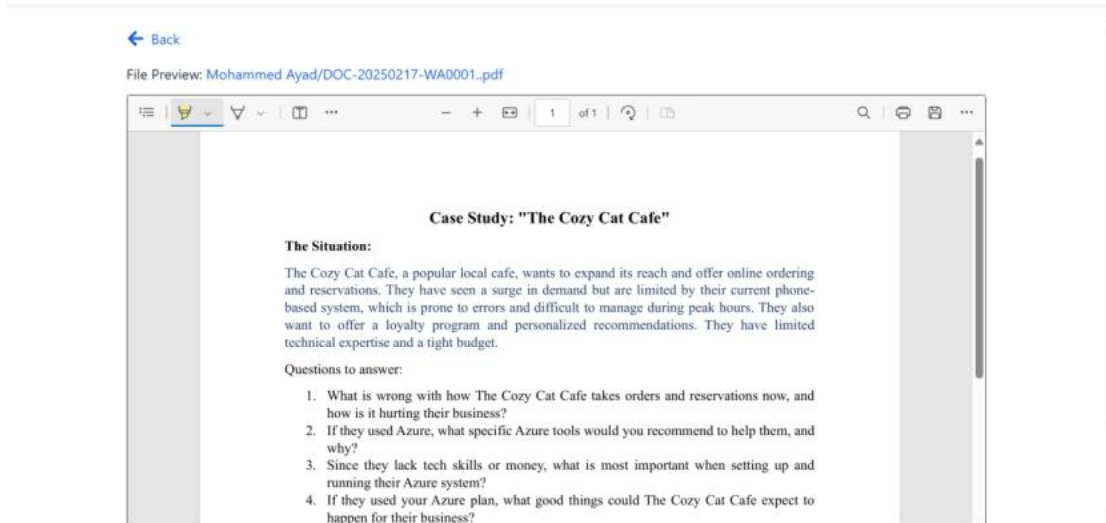 Back
File Preview: Mohammed Ayad/DOC-20250217-WA0001..pdf
1 of 1
Case Study: "The Cozy Cat Cafe"
The Situation:
The Cozy Cat Cafe, a popular local cafe, wants to expand its reach and offer online ordering
and reservations. They have seen a surge in demand but are limited by their current phone-
based system, which is prone to errors and difficult to manage during peak hours. They also
want to offer a loyalty program and personalized recommendations. They have limited
technical expertise and a tight budget.
Questions to answer:
1. What is wrong with how The Cozy Cat Cafe takes orders and reservations now, and
how is it hurting their business?
2. If they used Azure, what specific Azure tools would you recommend to help them, and
why?
3. Since they lack tech skills or money, what is most important when setting up and
running their Azure system?
4. If they used your Azure plan, what good things could The Cozy Cat Cafe expect to
happen for their business?